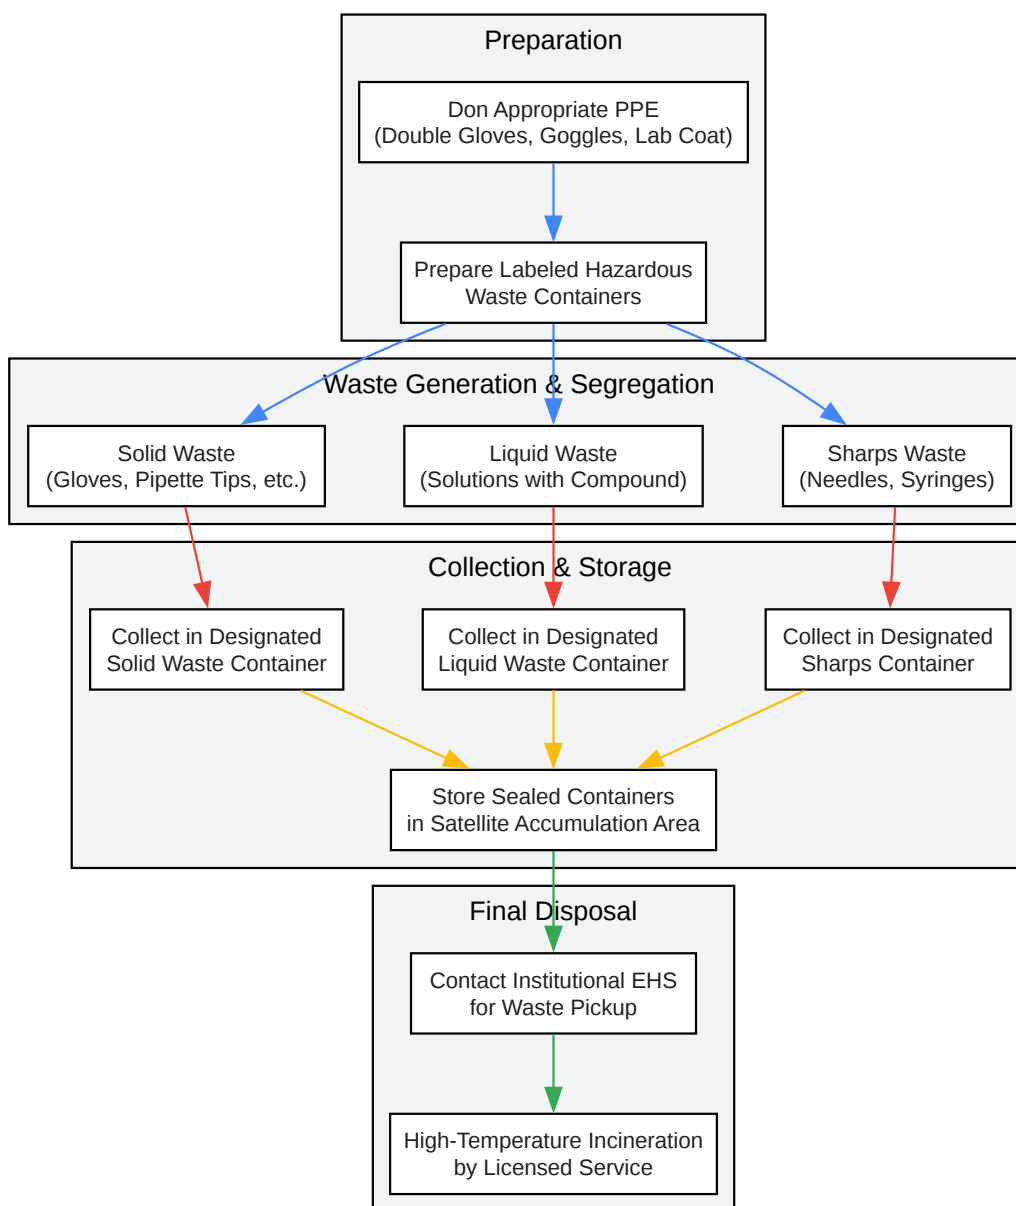 Preparation
Don Appropriate PPE
(Double Gloves, Goggles, Lab Coat)
Prepare Labeled Hazardous
Waste Containers
Waste Generation & Segregation
Solid Waste
(Gloves, Pipette Tips, etc.)
Liquid Waste
(Solutions with Compound)
Sharps Waste
(Needles, Syringes)
Collection & Storage
Collect in Designated
Solid Waste Container
Collect in Designated
Liquid Waste Container
Collect in Designated
Sharps Container
Store Sealed Containers
in Satellite Accumulation Area
Final Disposal
Contact Institutional EHS
for Waste Pickup
High-Temperature Incineration
by Licensed Service